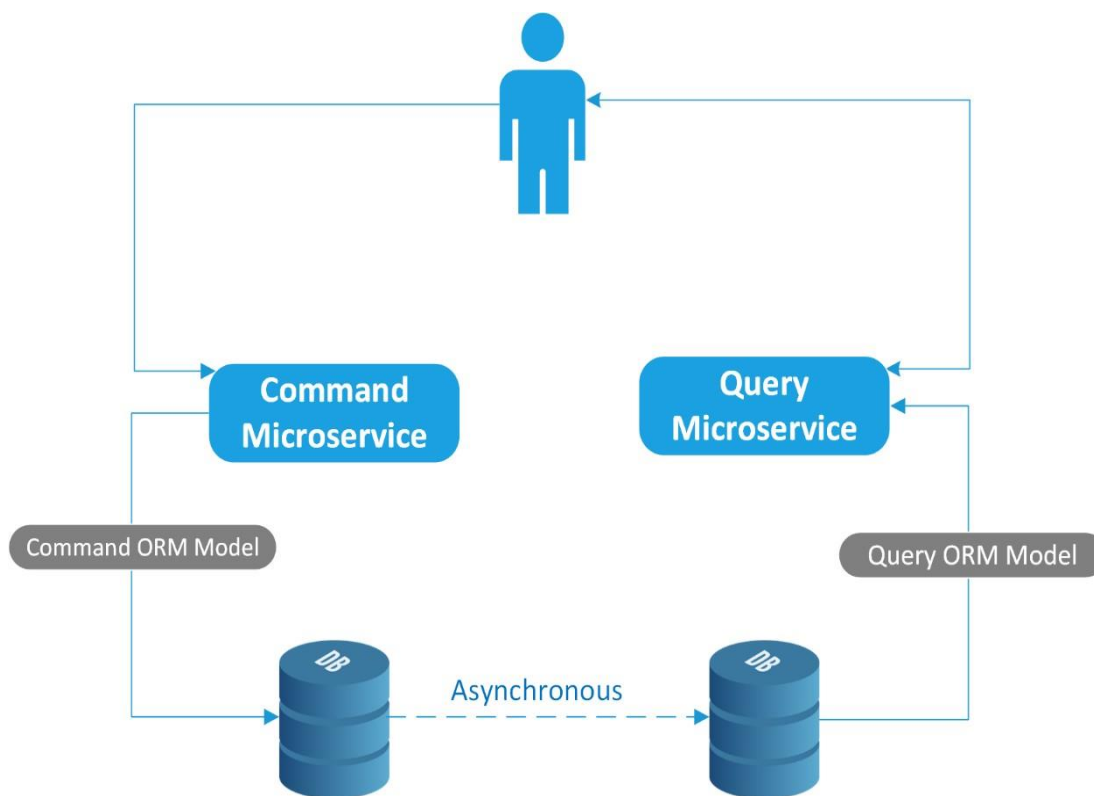 Command
Microservice
Query
Microservice
Command ORM Model
Query ORM Model
DB
Asynchronous
DB